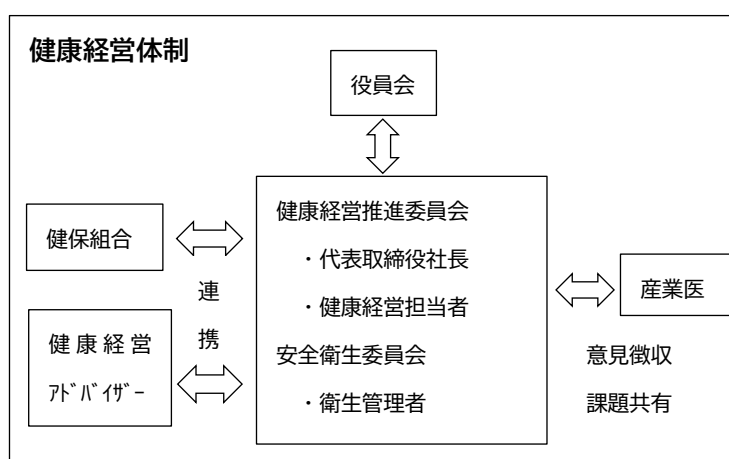 健康経営体制
役員会
健康経営推進委員会
・代表取締役社長
・健康経営担当者
安全衛生委員会
・衛生管理者
健保組合
連
携
健康経営
ｱﾄﾞﾊﾞｲｻﾞｰ
産業医
意見徴収
課題共有